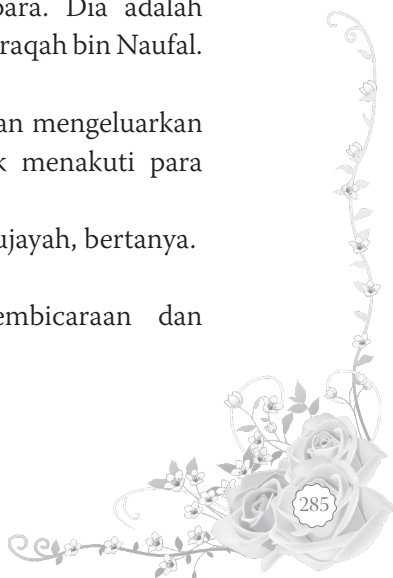 para. Dia adalah
raqah bin Naufal.
an mengeluarkan
k menakuti para
ujayah, bertanya.
embicaraan dan
285